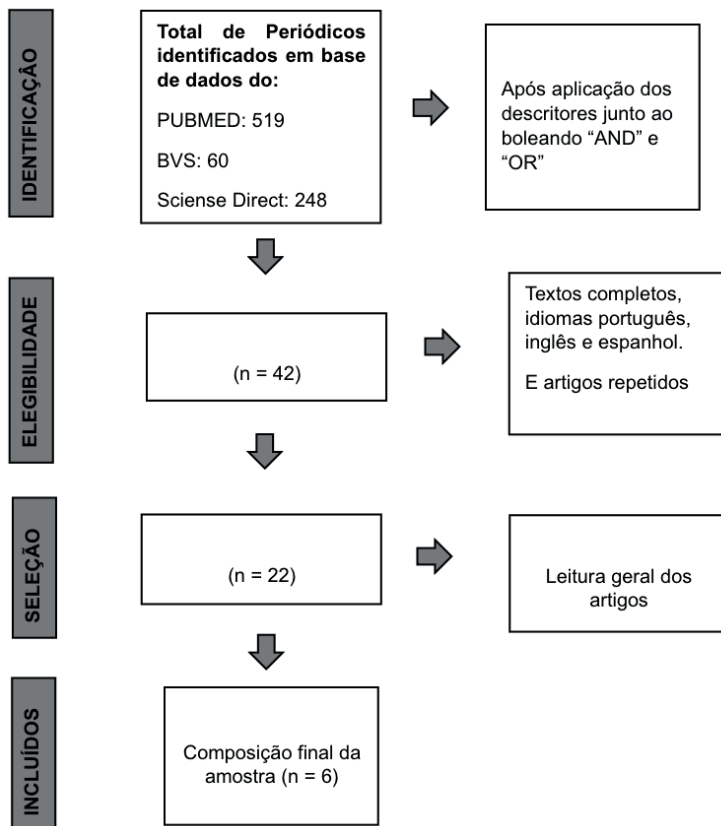 IDENTIFICAÇÃO
Total de Periódicos
identificados em base
de dados do:
PUBMED: 519
BVS: 60
Sciense Direct: 248
Após aplicação dos
descritores junto ao
boleando “AND” e
“OR”
ELEGIBILIDADE
(n = 42)
Textos completos,
idiomas português,
inglês e espanhol.
E artigos repetidos
SELEÇÃO
(n = 22)
Leitura geral dos
artigos
INCLUÍDOS
Composição final da
amostra (n = 6)